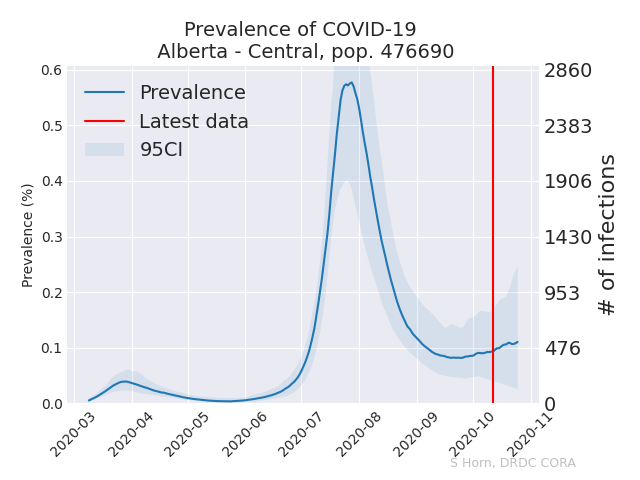 Prevalence of COVID-19
Alberta - Central, pop. 476690
Prevalence
Latest data
95CI
0.6
0.5
0.4
0.3
0.2
0.1
0.0
Prevalence (%)
2860
2383
1906
1430
953
476
0
# of infections
2020-03
2020-04
2020-05
2020-06
2020-07
2020-08
2020-09
2020-10
2020-11
S Horn, DRDC CORA